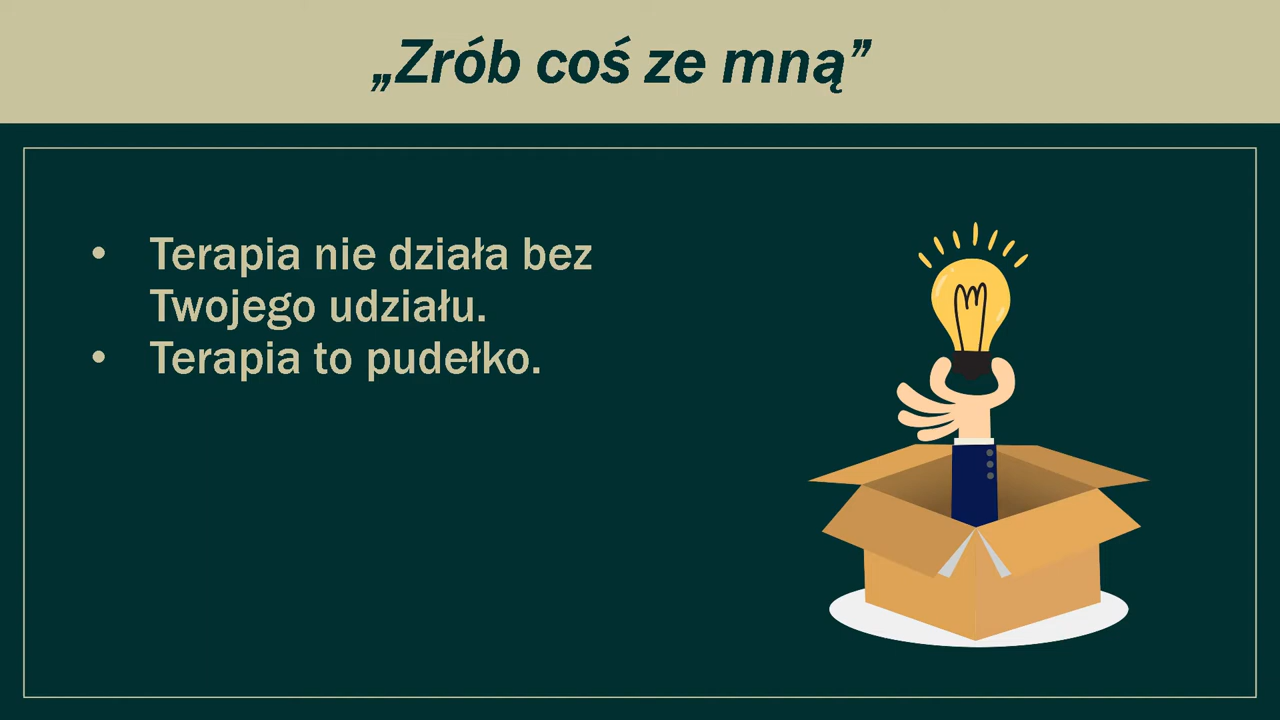 „Zrób coś ze mną”
• Terapia nie działa bez
Twojego udziału.
• Terapia to pudełko.